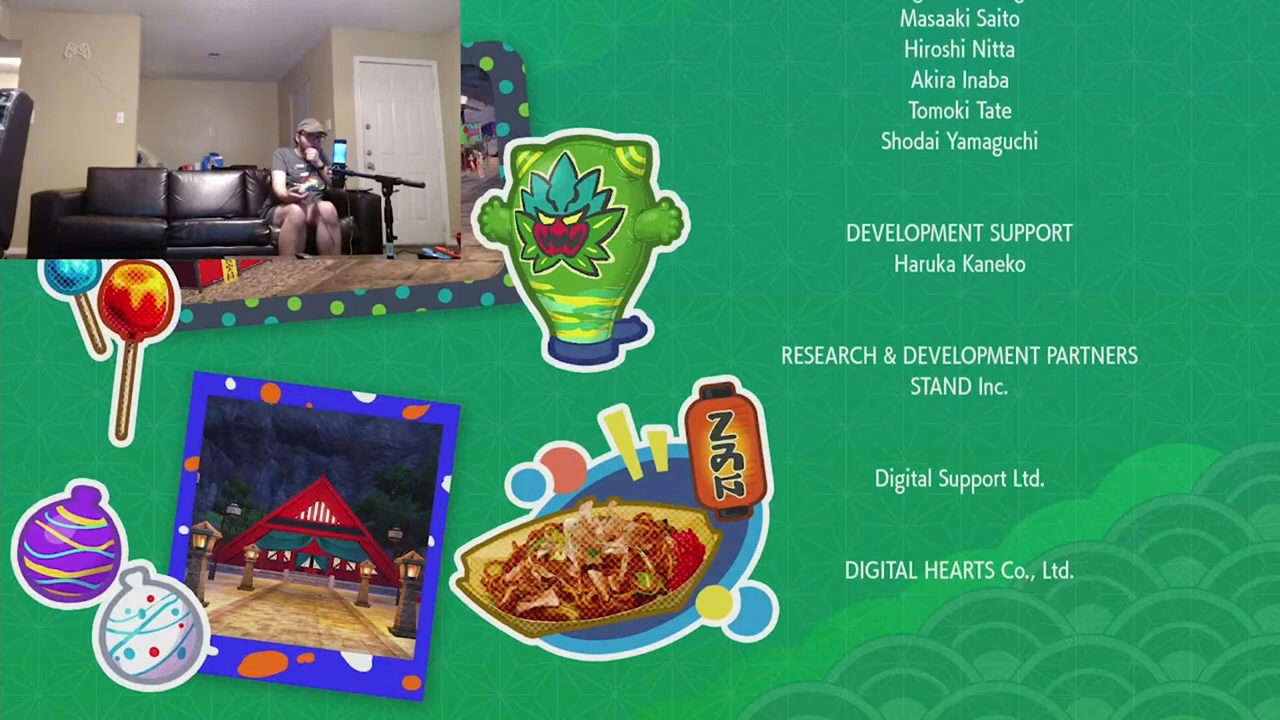 Masaaki Saito
Hiroshi Nitta
Akira Inaba
Tomoki Tate
Shodai Yamaguchi
DEVELOPMENT SUPPORT
Haruka Kaneko
RESEARCH & DEVELOPMENT PARTNERS
STAND Inc.
Digital Support Ltd.
DIGITAL HEARTS Co., Ltd.